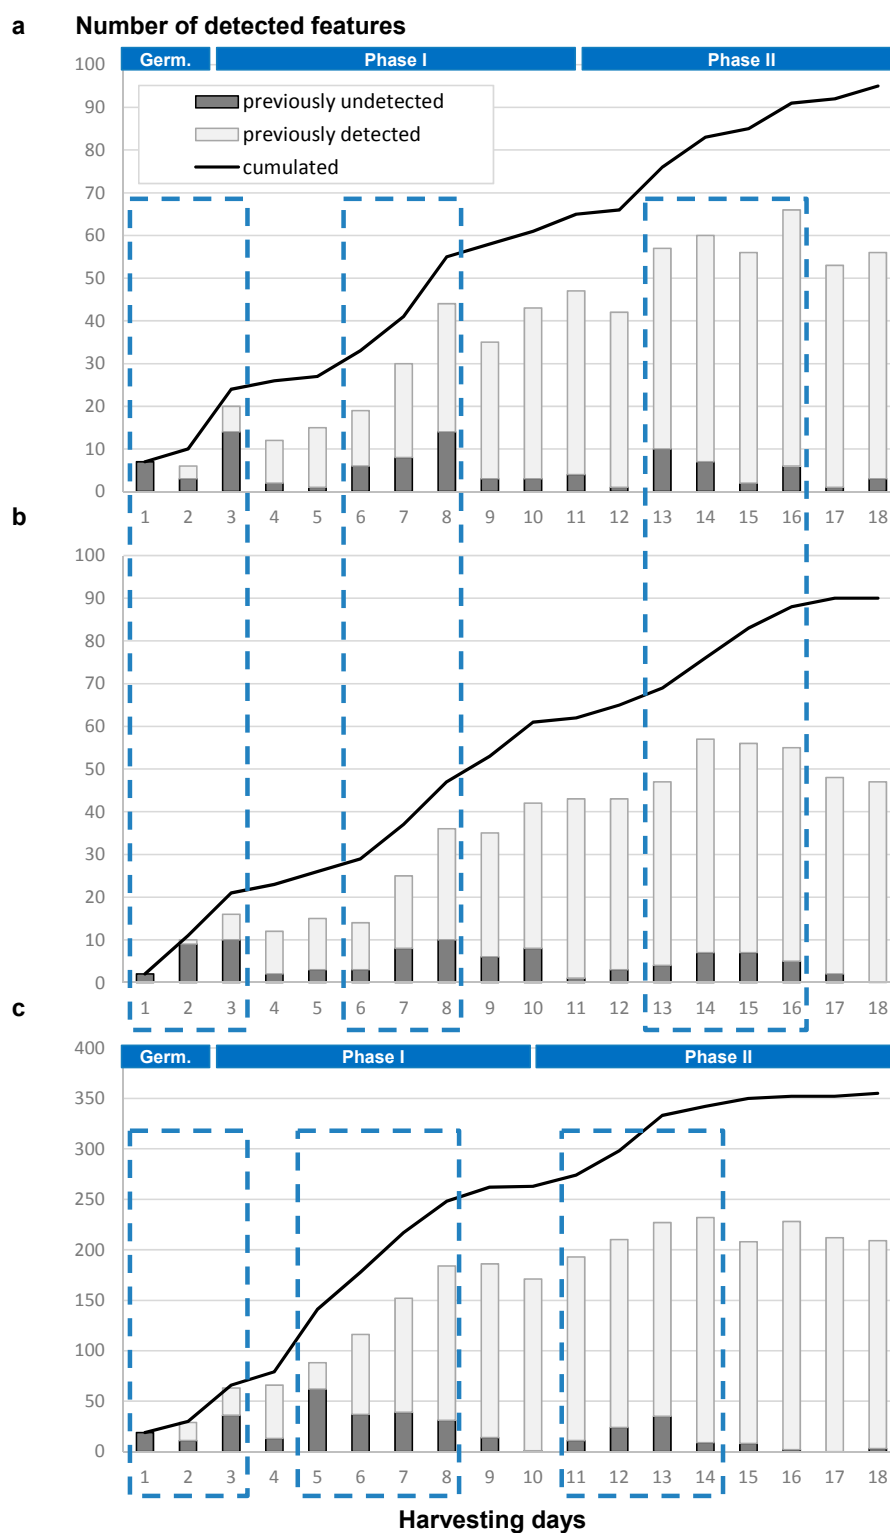 a Number of detected features
Germ. Phase I Phase II
100
previously undetected
90
previously detected
80
cumulated
70
60
50
40
30
20
10
0
1 2 3 4 5 6 7 8 9 10 11 12 13 14 15 16 17 18
b
100
90
80
70
60
50
40
30
20
10
0
1 2 3 4 5 6 7 8 9 10 11 12 13 14 15 16 17 18
c
400
Germ. Phase I Phase II
350
300
250
200
150
100
50
0
1 2 3 4 5 6 7 8 9 10 11 12 13 14 15 16 17 18
Harvesting days